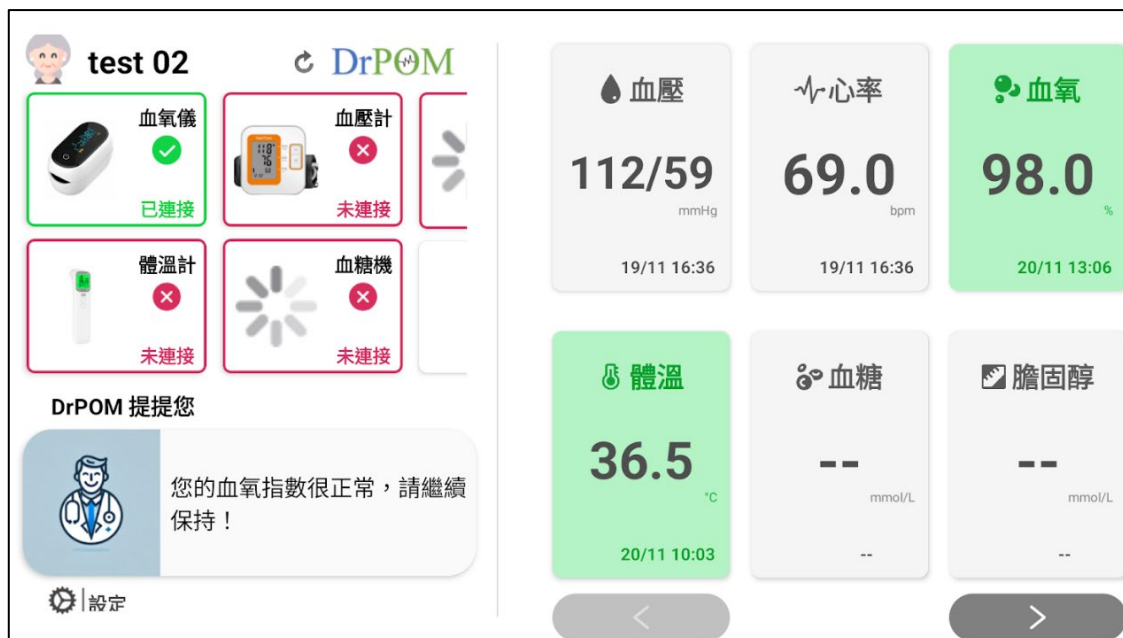 test 02
DrPOM
血氧儀
已連接
血壓計
未連接
體溫計
未連接
血糖機
未連接
DrPOM 提提您
您的血氧指數很正常，請繼續
保持！
設定
血壓
112/59
mmHg
19/11 16:36
心率
69.0
bpm
19/11 16:36
血氧
98.0
%
20/11 13:06
體溫
36.5
°C
20/11 10:03
血糖
--
mmol/L
--
膽固醇
--
mmol/L
--